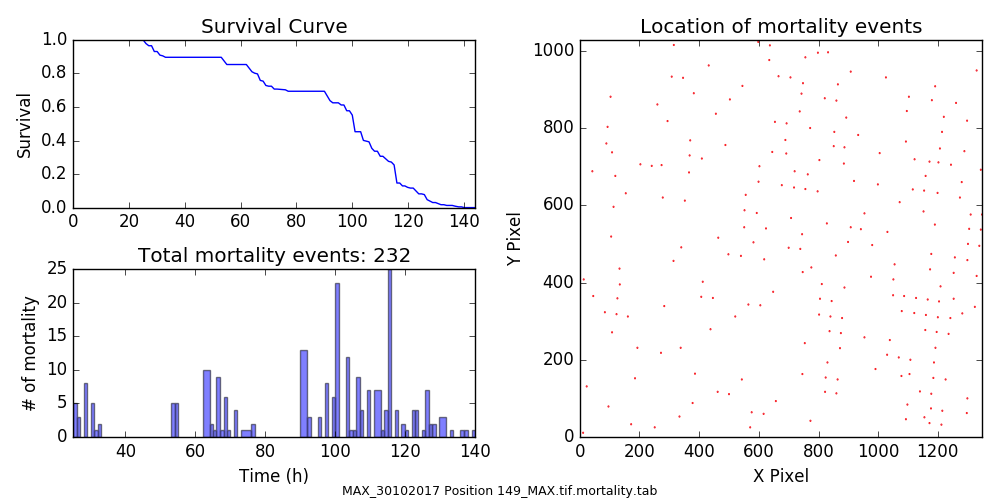 Survival Curve
Survival
1.0
0.8
0.6
0.4
0.2
0.0
0 20 40 60 80 100 120 140
Total mortality events: 232
# of mortality
25
20
15
10
5
0
40 60 80 100 120 140
Time (h)
Location of mortality events
Y Pixel
1000
800
600
400
200
0
0 200 400 600 800 1000 1200
X Pixel
MAX_30102017 Position 149_MAX.tif.mortality.tab